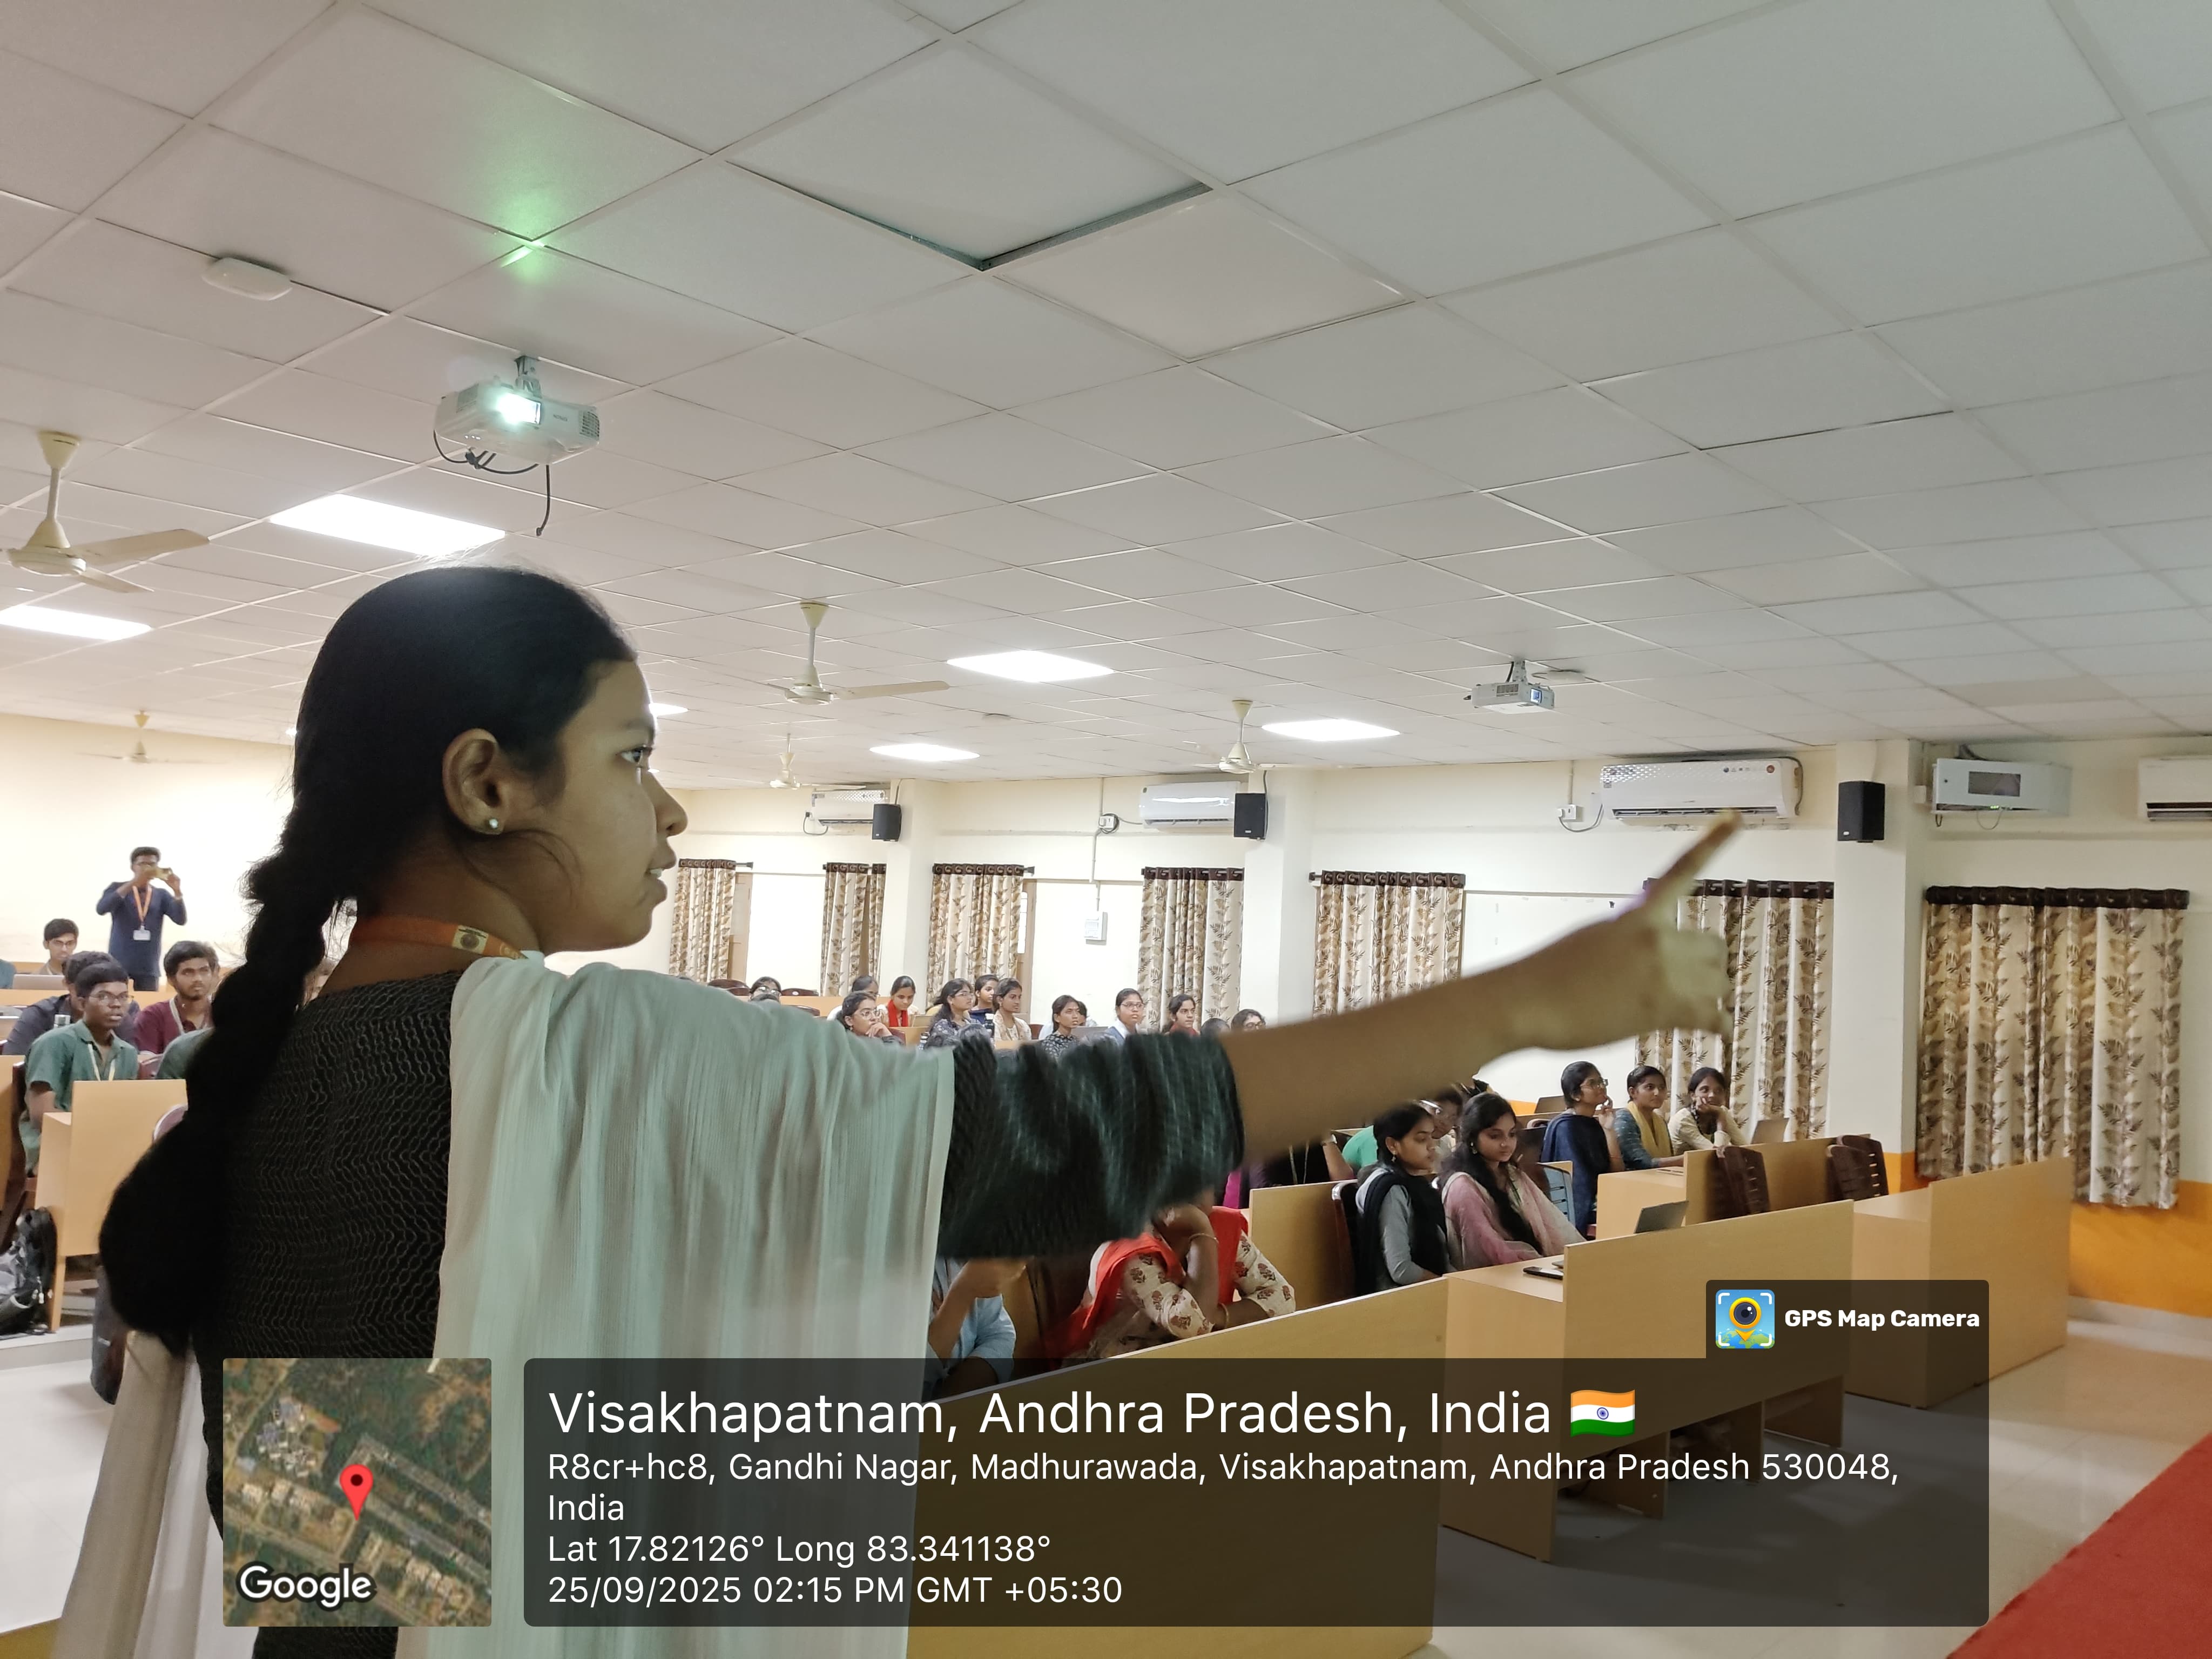 GPS Map Camera
Visakhapatnam, Andhra Pradesh, India 🇮🇳
R8cr+hc8, Gandhi Nagar, Madhurawada, Visakhapatnam, Andhra Pradesh 530048,
India
Lat 17.82126° Long 83.341138°
25/09/2025 02:15 PM GMT +05:30
Google